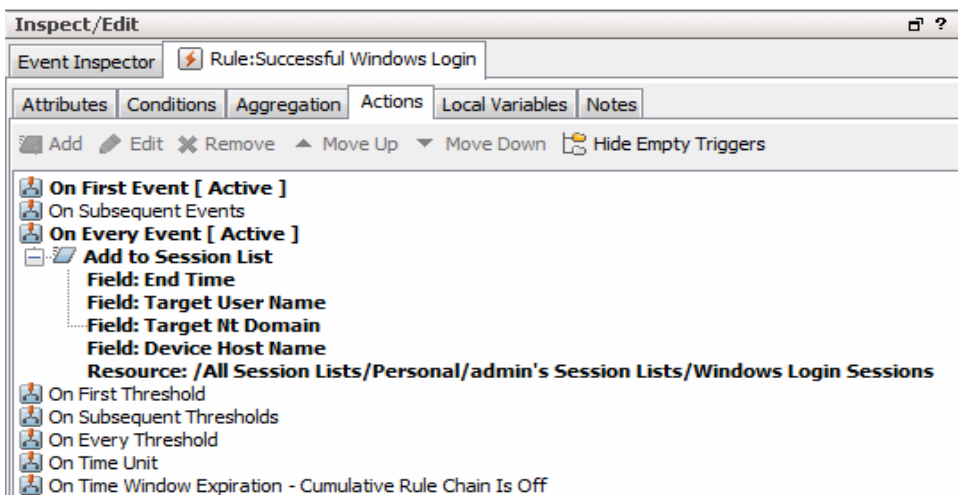 Inspect/Edit ?
Event Inspector Rule:Successful Windows Login
Attributes Conditions Aggregation Actions Local Variables Notes
Add Edit Remove Move Up Move Down Hide Empty Triggers
On First Event [ Active ]
On Subsequent Events
On Every Event [ Active ]
Add to Session List
Field: End Time
Field: Target User Name
Field: Target Nt Domain
Field: Device Host Name
Resource: /All Session Lists/Personal/admin's Session Lists/Windows Login Sessions
On First Threshold
On Subsequent Thresholds
On Every Threshold
On Time Unit
On Time Window Expiration - Cumulative Rule Chain Is Off